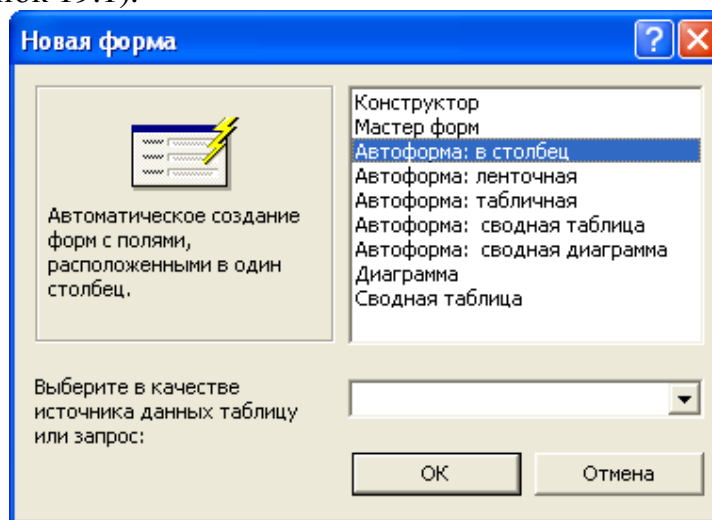 19.1).
Новая форма
Конструктор
Мастер форм
Автоформа: в столбец
Автоформа: ленточная
Автоформа: табличная
Автоформа: сводная таблица
Автоформа: сводная диаграмма
Диаграмма
Сводная таблица
Автоматическое создание
форм с полями,
расположенными в один
столбец.
Выберите в качестве
источника данных таблицу
или запрос:
ОК
Отмена